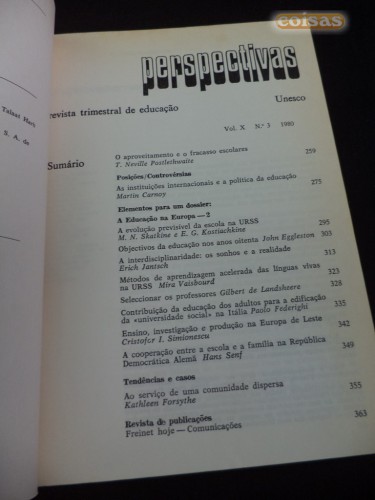 coisas
perspectivas
Talent Herb
S. A. de
revista trimestral de educação
Unesco
Vol. X N.º 3 1980
Sumário
O aproveitamento e o fracasso escolares
T. Neville Postlethwaite 259
Posições/Controvérsias
As instituições internacionais e a política da educação
Martin Carnoy 275
Elementos para um dossier:
A Educação na Europa — 2
A evolução previsível da escola na URSS
M. N. Skatkine e E. G. Kostiachkine 295
Objectivos da educação nos anos oitenta John Eggleston 303
A interdisciplinaridade: os sonhos e a realidade
Erich Jantsch 313
Métodos de aprendizagem acelerada das línguas vivas
na URSS Mira Vaisbourd 323
Seleccionar os professores Gilbert de Landsheere 328
Contribuição da educação dos adultos para a edificação
da «universidade social» na Itália Paolo Federighi 335
Ensino, investigação e produção na Europa de Leste
Cristofor I. Simionescu 342
A cooperação entre a escola e a família na República
Democrática Alemã Hans Senf 349
Tendências e casos
Ao serviço de uma comunidade dispersa
Kathleen Forsythe 355
Revista de publicações
Freinet hoje — Comunicações 363